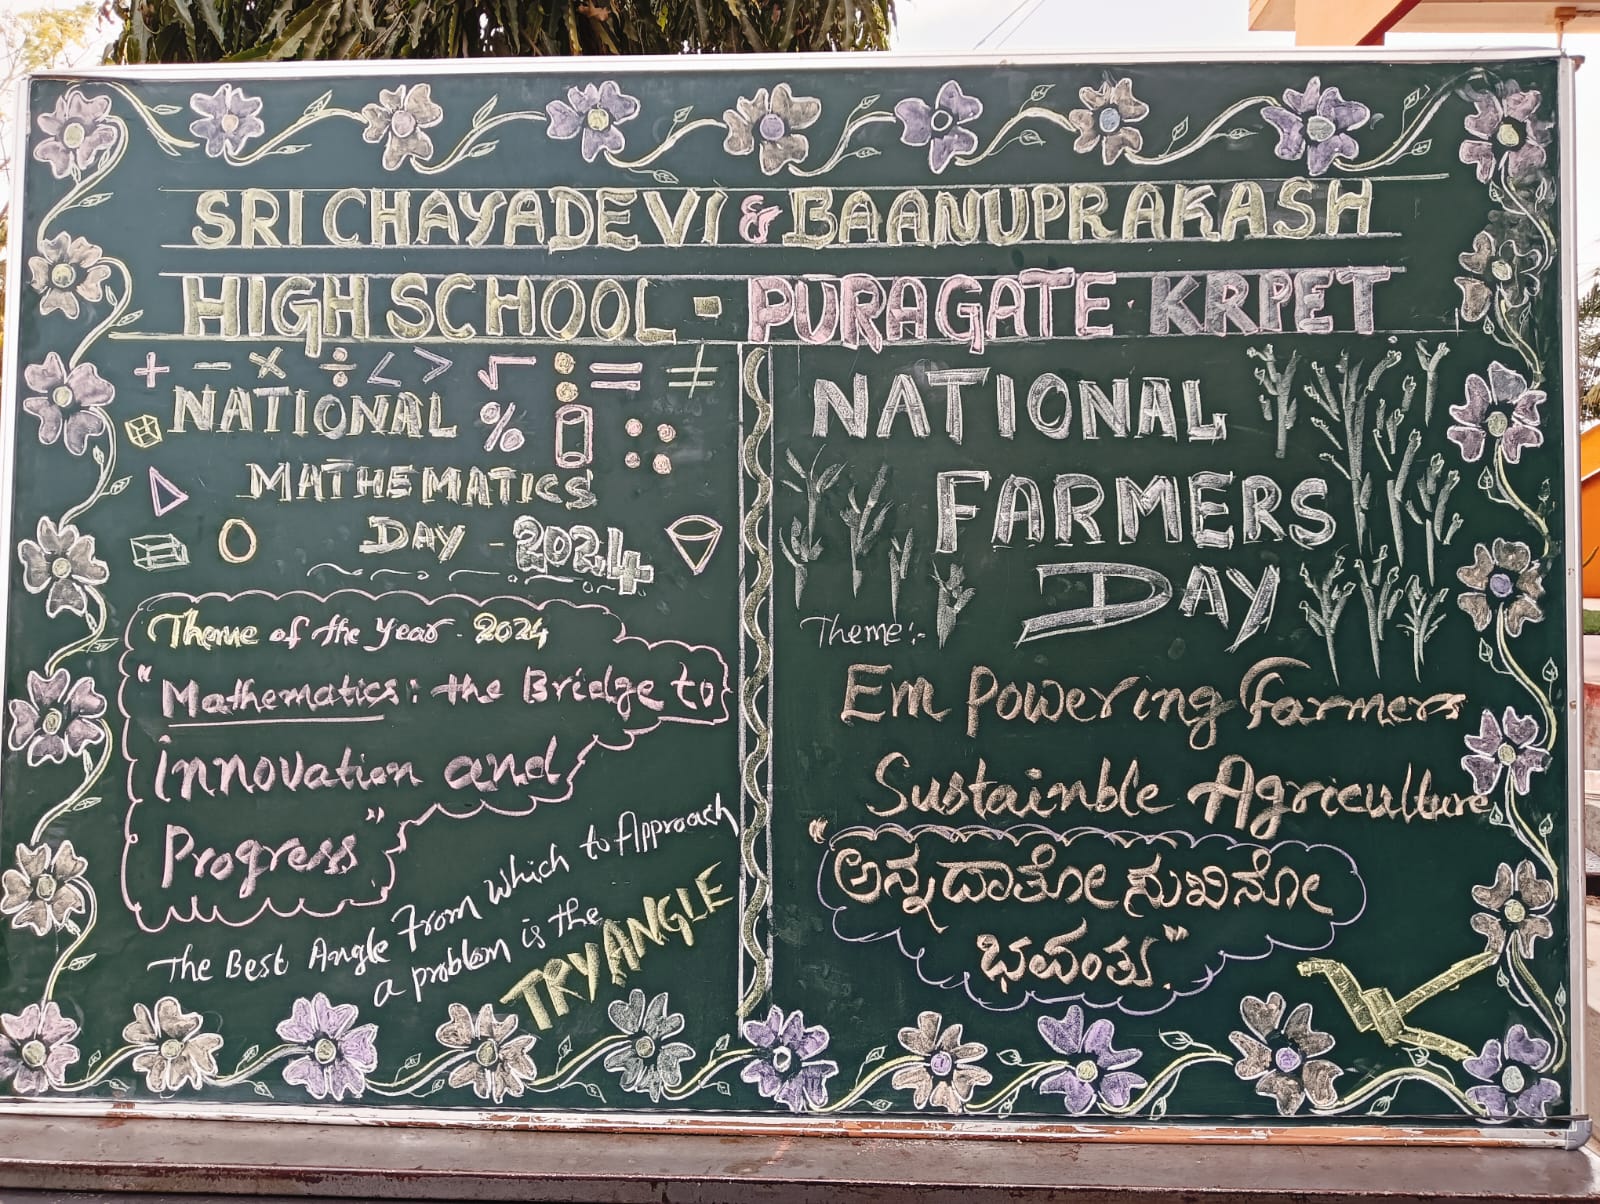 SRI CHAYADEVI & BAANUPRAKASH
HIGH SCHOOL - PURAGATE · KRPET
+ - × ÷ < > √ : = ≠
NATIONAL %
MATHEMATICS
DAY - 2024
Theme of the Year - 2024
"Mathematics: the Bridge to
innovation and
Progress"
The Best Angle From which to Approach
a problem is the
TRYANGLE
NATIONAL
FARMERS
DAY
Theme:-
Em Powering Farmers
Sustainble Agriculture
"ಅನ್ನದಾತೋ ಸುಖಿನೋ
ಭವಂತು"